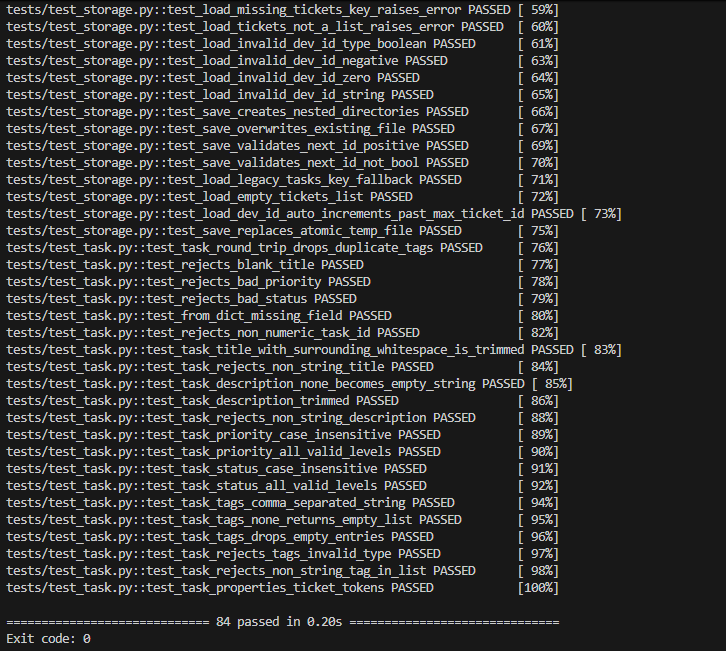 tests/test_storage.py::test_load_missing_tickets_key_raises_error PASSED [ 59%]
tests/test_storage.py::test_load_tickets_not_a_list_raises_error PASSED  [ 60%]
tests/test_storage.py::test_load_invalid_dev_id_type_boolean PASSED      [ 61%]
tests/test_storage.py::test_load_invalid_dev_id_negative PASSED          [ 63%]
tests/test_storage.py::test_load_invalid_dev_id_zero PASSED              [ 64%]
tests/test_storage.py::test_load_invalid_dev_id_string PASSED            [ 65%]
tests/test_storage.py::test_save_creates_nested_directories PASSED       [ 66%]
tests/test_storage.py::test_save_overwrites_existing_file PASSED         [ 67%]
tests/test_storage.py::test_save_validates_next_id_positive PASSED       [ 69%]
tests/test_storage.py::test_save_validates_next_id_not_bool PASSED       [ 70%]
tests/test_storage.py::test_load_legacy_tasks_key_fallback PASSED        [ 71%]
tests/test_storage.py::test_load_empty_tickets_list PASSED               [ 72%]
tests/test_storage.py::test_load_dev_id_auto_increments_past_max_ticket_id PASSED [ 73%]
tests/test_storage.py::test_save_replaces_atomic_temp_file PASSED        [ 75%]
tests/test_task.py::test_task_round_trip_drops_duplicate_tags PASSED     [ 76%]
tests/test_task.py::test_rejects_blank_title PASSED                      [ 77%]
tests/test_task.py::test_rejects_bad_priority PASSED                     [ 78%]
tests/test_task.py::test_rejects_bad_status PASSED                       [ 79%]
tests/test_task.py::test_from_dict_missing_field PASSED                  [ 80%]
tests/test_task.py::test_rejects_non_numeric_task_id PASSED              [ 82%]
tests/test_task.py::test_task_title_with_surrounding_whitespace_is_trimmed PASSED [ 83%]
tests/test_task.py::test_task_rejects_non_string_title PASSED            [ 84%]
tests/test_task.py::test_task_description_none_becomes_empty_string PASSED [ 85%]
tests/test_task.py::test_task_description_trimmed PASSED                 [ 86%]
tests/test_task.py::test_task_rejects_non_string_description PASSED      [ 88%]
tests/test_task.py::test_task_priority_case_insensitive PASSED           [ 89%]
tests/test_task.py::test_task_priority_all_valid_levels PASSED           [ 90%]
tests/test_task.py::test_task_status_case_insensitive PASSED             [ 91%]
tests/test_task.py::test_task_status_all_valid_levels PASSED             [ 92%]
tests/test_task.py::test_task_tags_comma_separated_string PASSED         [ 94%]
tests/test_task.py::test_task_tags_none_returns_empty_list PASSED        [ 95%]
tests/test_task.py::test_task_tags_drops_empty_entries PASSED            [ 96%]
tests/test_task.py::test_task_rejects_tags_invalid_type PASSED           [ 97%]
tests/test_task.py::test_task_rejects_non_string_tag_in_list PASSED      [ 98%]
tests/test_task.py::test_task_properties_ticket_tokens PASSED            [100%]
============================= 84 passed in 0.20s ==============================
Exit code: 0